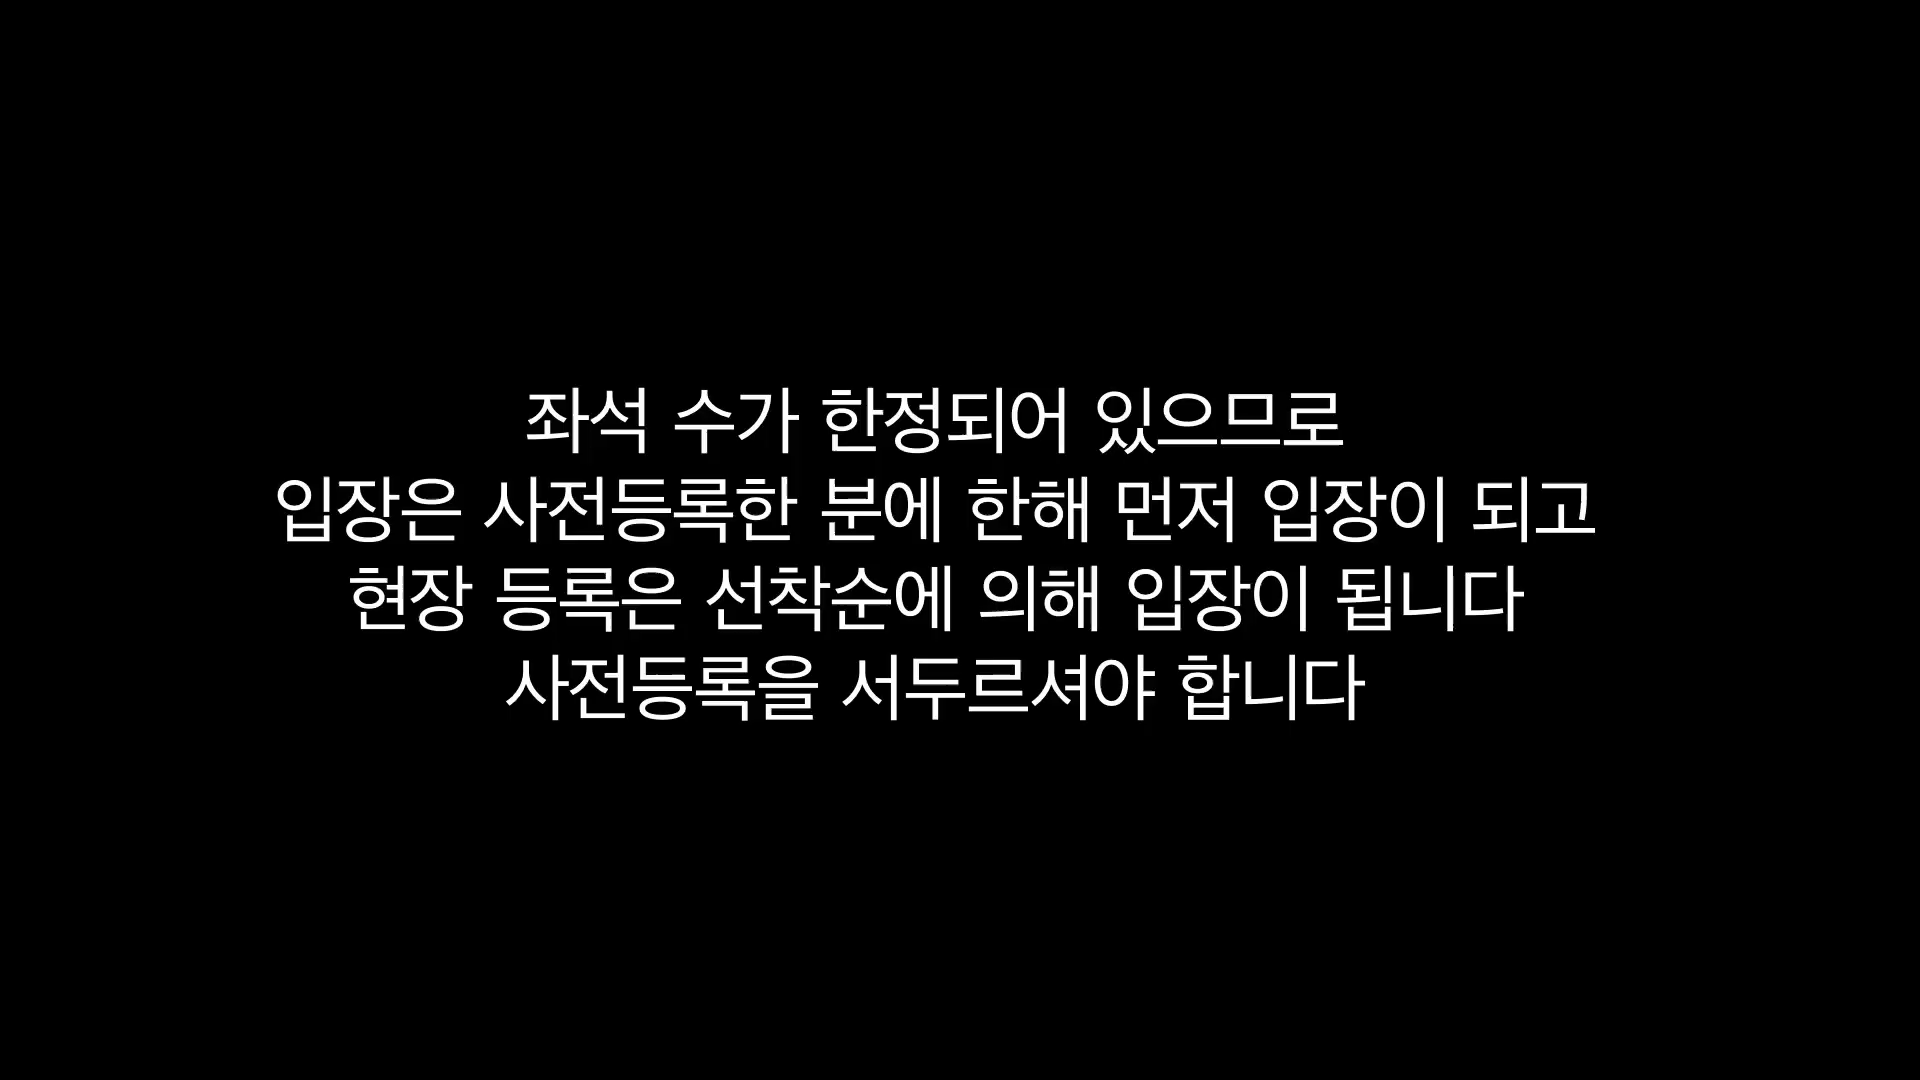 좌석 수가 한정되어 있으므로
입장은 사전등록한 분에 한해 먼저 입장이 되고
현장 등록은 선착순에 의해 입장이 됩니다
사전등록을 서두르셔야 합니다